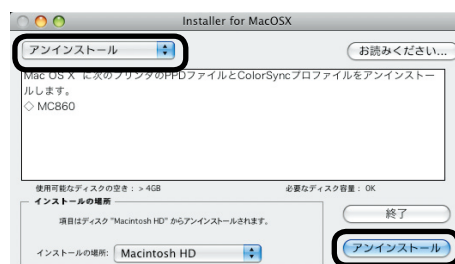 Installer for MacOSX
アンインストール
お読みください...
Mac OS X に次のプリンタのPPDファイルとColorSyncプロファイルをアンインストー
ルします。
◇ MC860
使用可能なディスクの空き： > 4GB
必要なディスク容量： OK
インストールの場所
項目はディスク "Macintosh HD" からアンインストールされます。
終了
インストールの場所: Macintosh HD
アンインストール